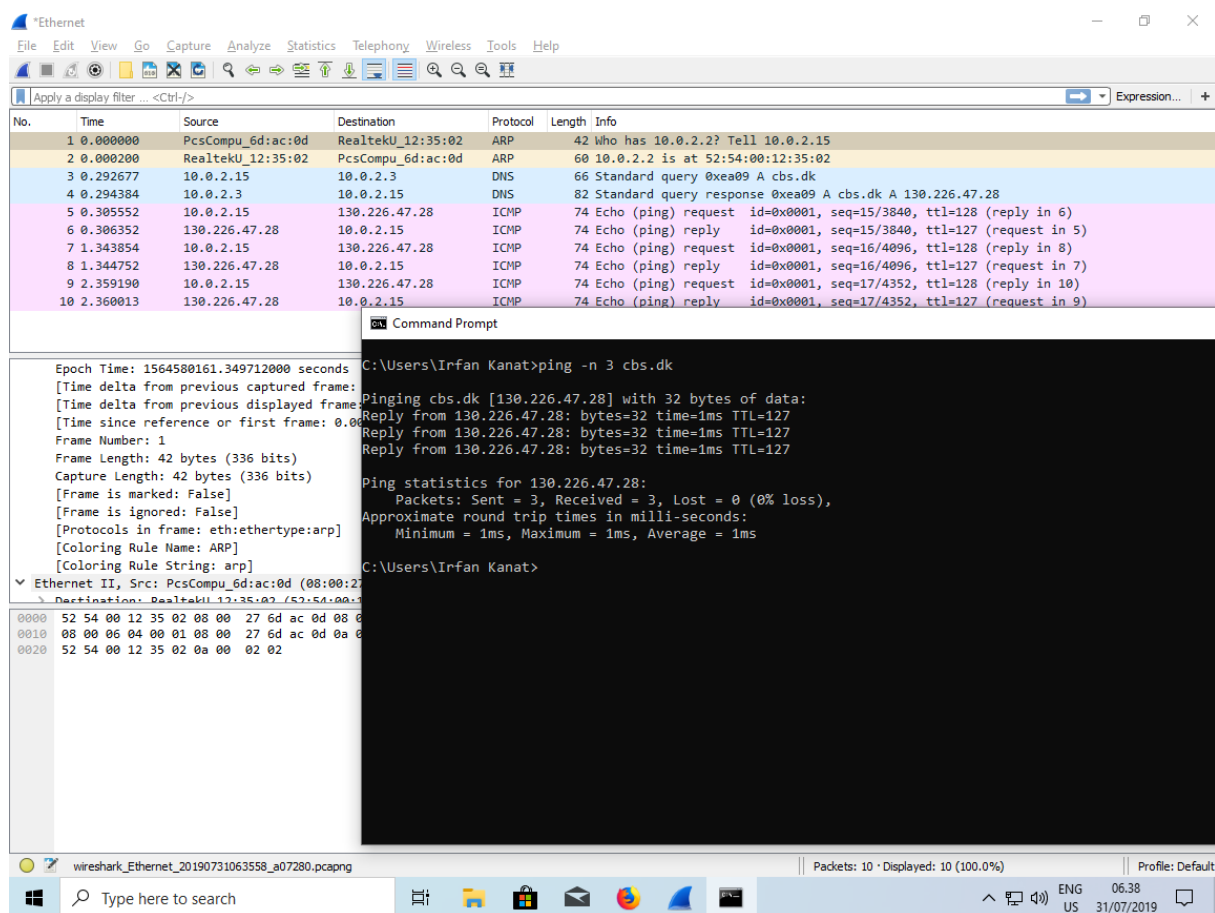 *Ethernet
File Edit View Go Capture Analyze Statistics Telephony Wireless Tools Help
Apply a display filter ... <Ctrl-/>
Expression... +
No. Time Source Destination Protocol Length Info
1 0.000000 PcsCompu_6d:ac:0d RealtekU_12:35:02 ARP 42 Who has 10.0.2.2? Tell 10.0.2.15
2 0.000200 RealtekU_12:35:02 PcsCompu_6d:ac:0d ARP 60 10.0.2.2 is at 52:54:00:12:35:02
3 0.292677 10.0.2.15 10.0.2.3 DNS 66 Standard query 0xea09 A cbs.dk
4 0.294384 10.0.2.3 10.0.2.15 DNS 82 Standard query response 0xea09 A cbs.dk A 130.226.47.28
5 0.305552 10.0.2.15 130.226.47.28 ICMP 74 Echo (ping) request id=0x0001, seq=15/3840, ttl=128 (reply in 6)
6 0.306352 130.226.47.28 10.0.2.15 ICMP 74 Echo (ping) reply id=0x0001, seq=15/3840, ttl=127 (request in 5)
7 1.343854 10.0.2.15 130.226.47.28 ICMP 74 Echo (ping) request id=0x0001, seq=16/4096, ttl=128 (reply in 8)
8 1.344752 130.226.47.28 10.0.2.15 ICMP 74 Echo (ping) reply id=0x0001, seq=16/4096, ttl=127 (request in 7)
9 2.359190 10.0.2.15 130.226.47.28 ICMP 74 Echo (ping) request id=0x0001, seq=17/4352, ttl=128 (reply in 10)
10 2.360013 130.226.47.28 10.0.2.15 ICMP 74 Echo (ping) reply id=0x0001, seq=17/4352, ttl=127 (request in 9)
Epoch Time: 1564580161.349712000 seconds
[Time delta from previous captured frame:
[Time delta from previous displayed frame:
[Time since reference or first frame: 0.00
Frame Number: 1
Frame Length: 42 bytes (336 bits)
Capture Length: 42 bytes (336 bits)
[Frame is marked: False]
[Frame is ignored: False]
[Protocols in frame: eth:ethertype:arp]
[Coloring Rule Name: ARP]
[Coloring Rule String: arp]
Ethernet II, Src: PcsCompu_6d:ac:0d (08:00:27
Destination: RealtekU_12:35:02 (52:54:00:1
0000 52 54 00 12 35 02 08 00 27 6d ac 0d 08 0
0010 08 00 06 04 00 01 08 00 27 6d ac 0d 0a 0
0020 52 54 00 12 35 02 0a 00 02 02
Command Prompt
C:\Users\Irfan Kanat>ping -n 3 cbs.dk
Pinging cbs.dk [130.226.47.28] with 32 bytes of data:
Reply from 130.226.47.28: bytes=32 time=1ms TTL=127
Reply from 130.226.47.28: bytes=32 time=1ms TTL=127
Reply from 130.226.47.28: bytes=32 time=1ms TTL=127
Ping statistics for 130.226.47.28:
Packets: Sent = 3, Received = 3, Lost = 0 (0% loss),
Approximate round trip times in milli-seconds:
Minimum = 1ms, Maximum = 1ms, Average = 1ms
C:\Users\Irfan Kanat>
wireshark_Ethernet_20190731063558_a07280.pcapng
Packets: 10 · Displayed: 10 (100.0%)
Profile: Default
Type here to search
ENG
US
06.38
31/07/2019